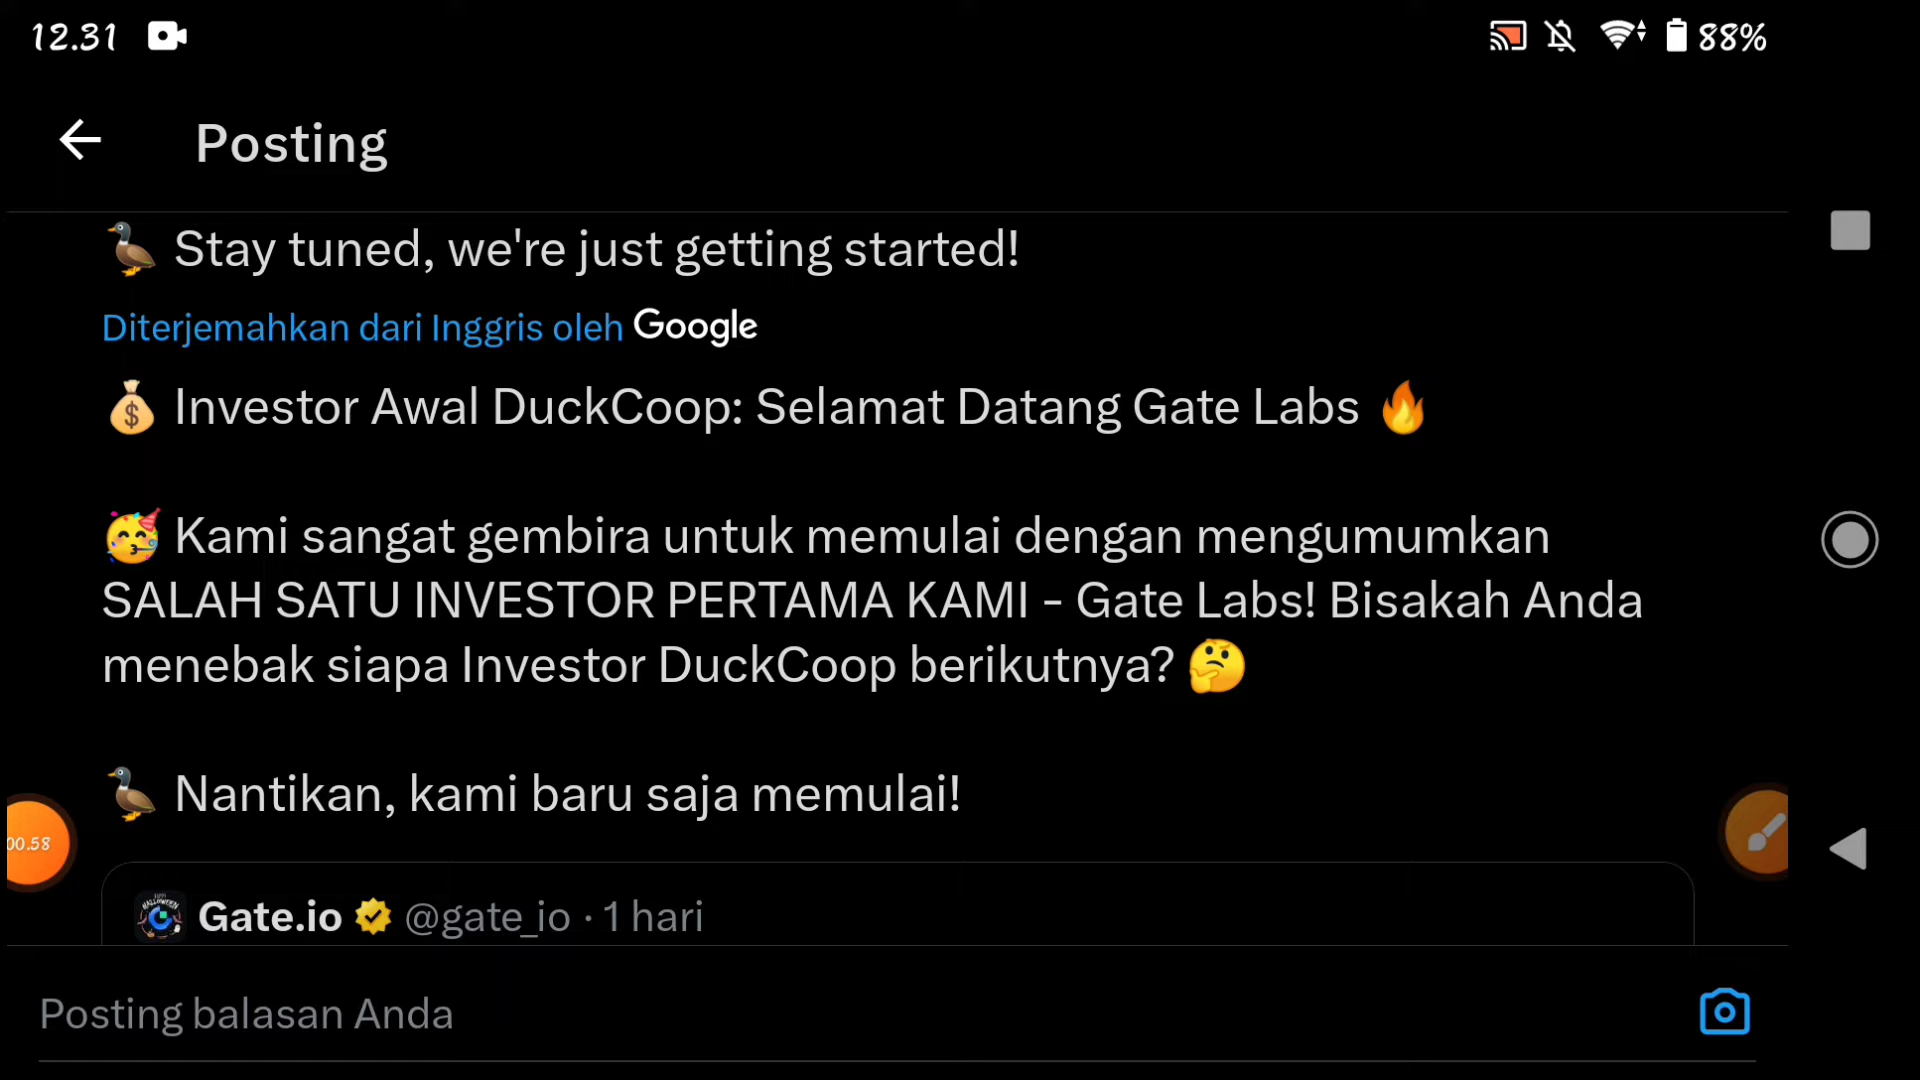 12.31
88%
Posting
Stay tuned, we're just getting started!
Diterjemahkan dari Inggris oleh Google
Investor Awal DuckCoop: Selamat Datang Gate Labs
Kami sangat gembira untuk memulai dengan mengumumkan
SALAH SATU INVESTOR PERTAMA KAMI - Gate Labs! Bisakah Anda
menebak siapa Investor DuckCoop berikutnya?
Nantikan, kami baru saja memulai!
00.58
Gate.io @gate_io · 1 hari
Posting balasan Anda